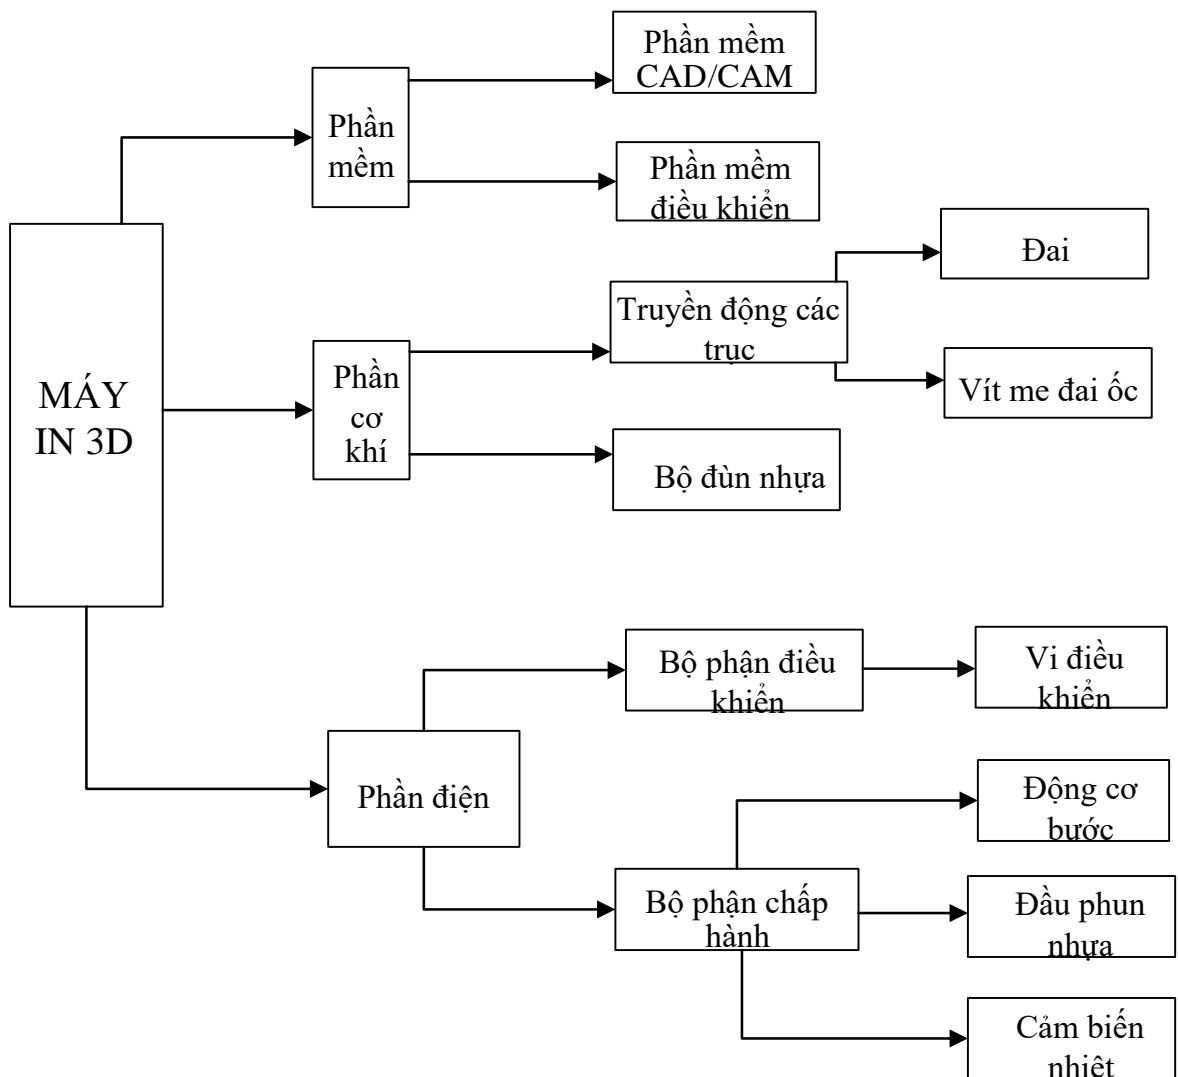 Phần mềm
CAD/CAM
Phần
mềm
Phần mềm
điều khiển
Đai
Truyền động các
trục
MÁY
IN 3D
Phần
cơ
khí
Vít me đai ốc
Bộ đùn nhựa
Bộ phận điều
khiển
Vi điều
khiển
Phần điện
Động cơ
bước
Bộ phận chấp
hành
Đầu phun
nhựa
Cảm biến
nhiệt